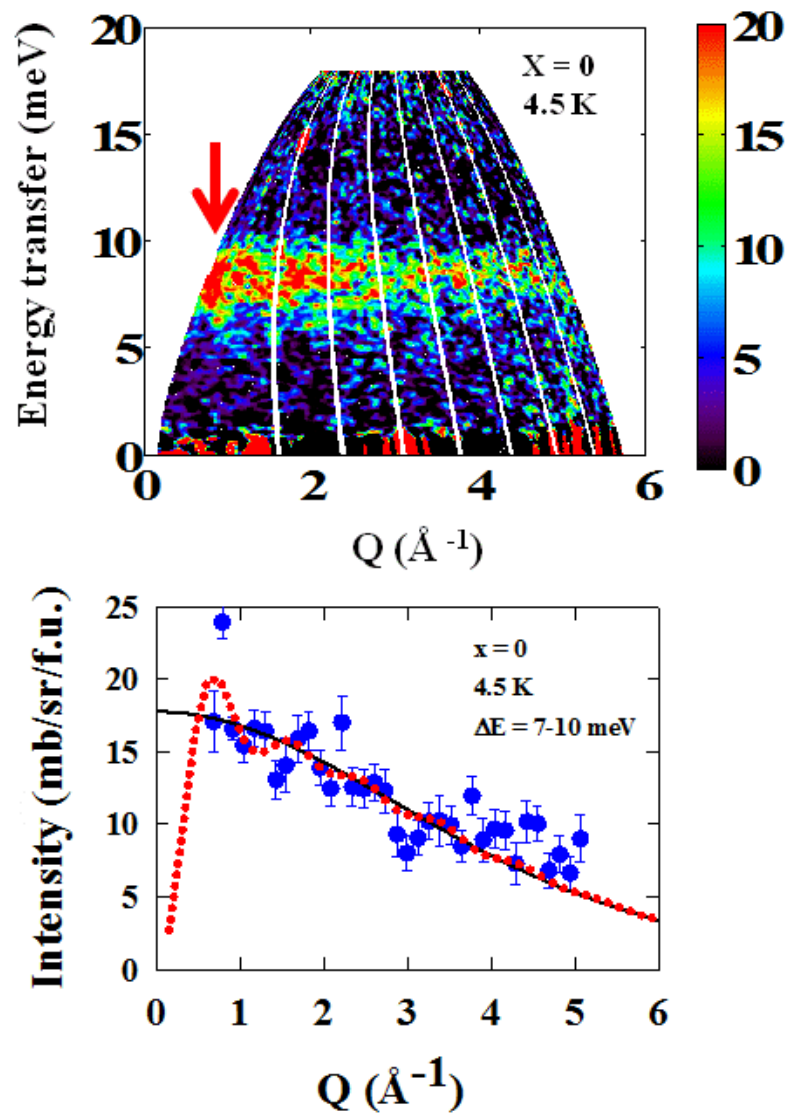 20
15
10
5
0
Energy transfer (meV)
X = 0
4.5 K
20
15
10
5
0
0
2
4
6
Q (Å -1)
25
20
15
10
5
0
Intensity (mb/sr/f.u.)
x = 0
4.5 K
ΔE = 7-10 meV
0 1 2 3 4 5 6
Q (Å-1)